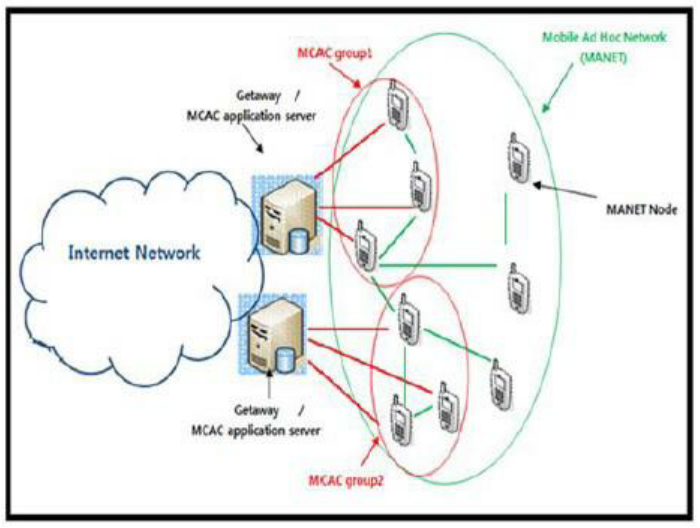 Mobile Ad Hoc Network
(MANET)
MCAC group1
Getaway /
MCAC application server
MANET Node
Internet Network
Getaway /
MCAC application server
MCAC group2